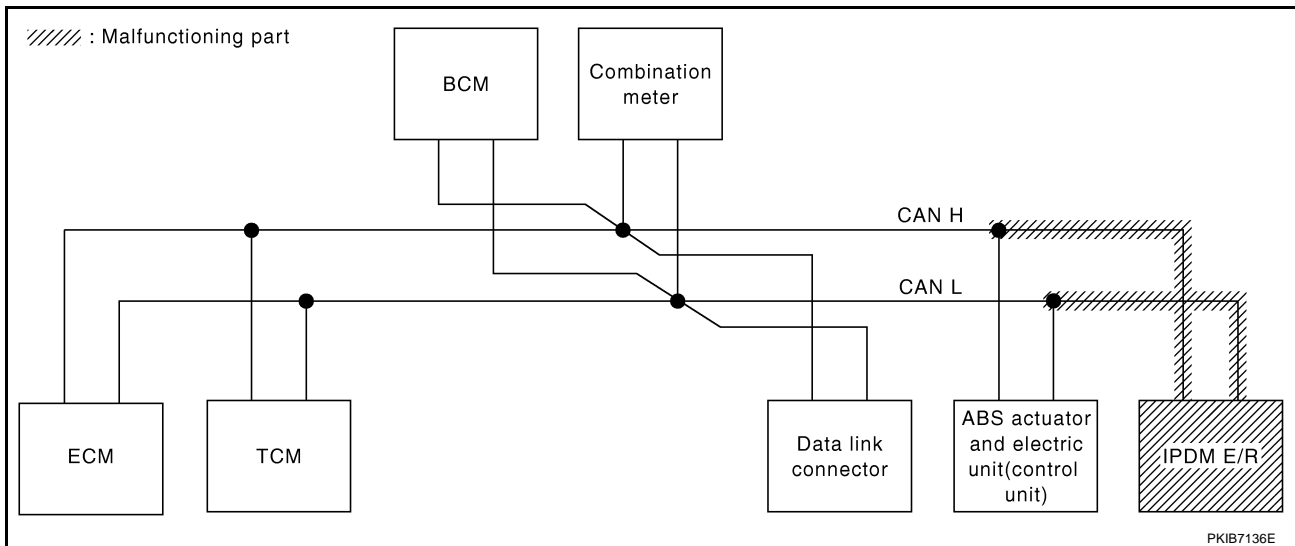 : Malfunctioning part
BCM
Combination
meter
CAN H
CAN L
ECM
TCM
Data link
connector
ABS actuator
and electric
unit(control
unit)
IPDM E/R
PKIB7136E